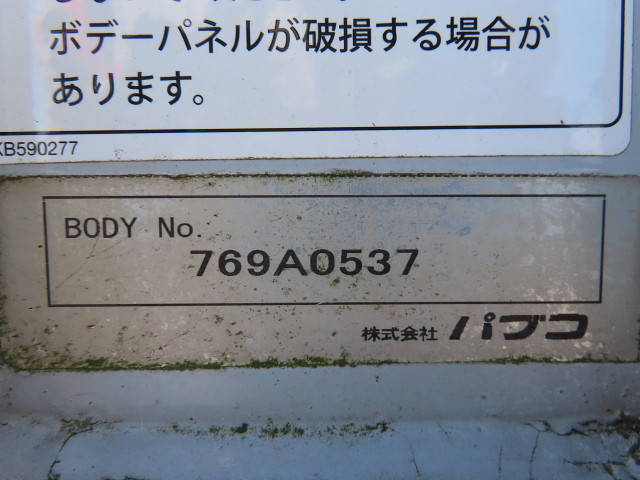 ボデーパネルが破損する場合が
あります。
KB590277
BODY No.
769A0537
株式会社 パブコ